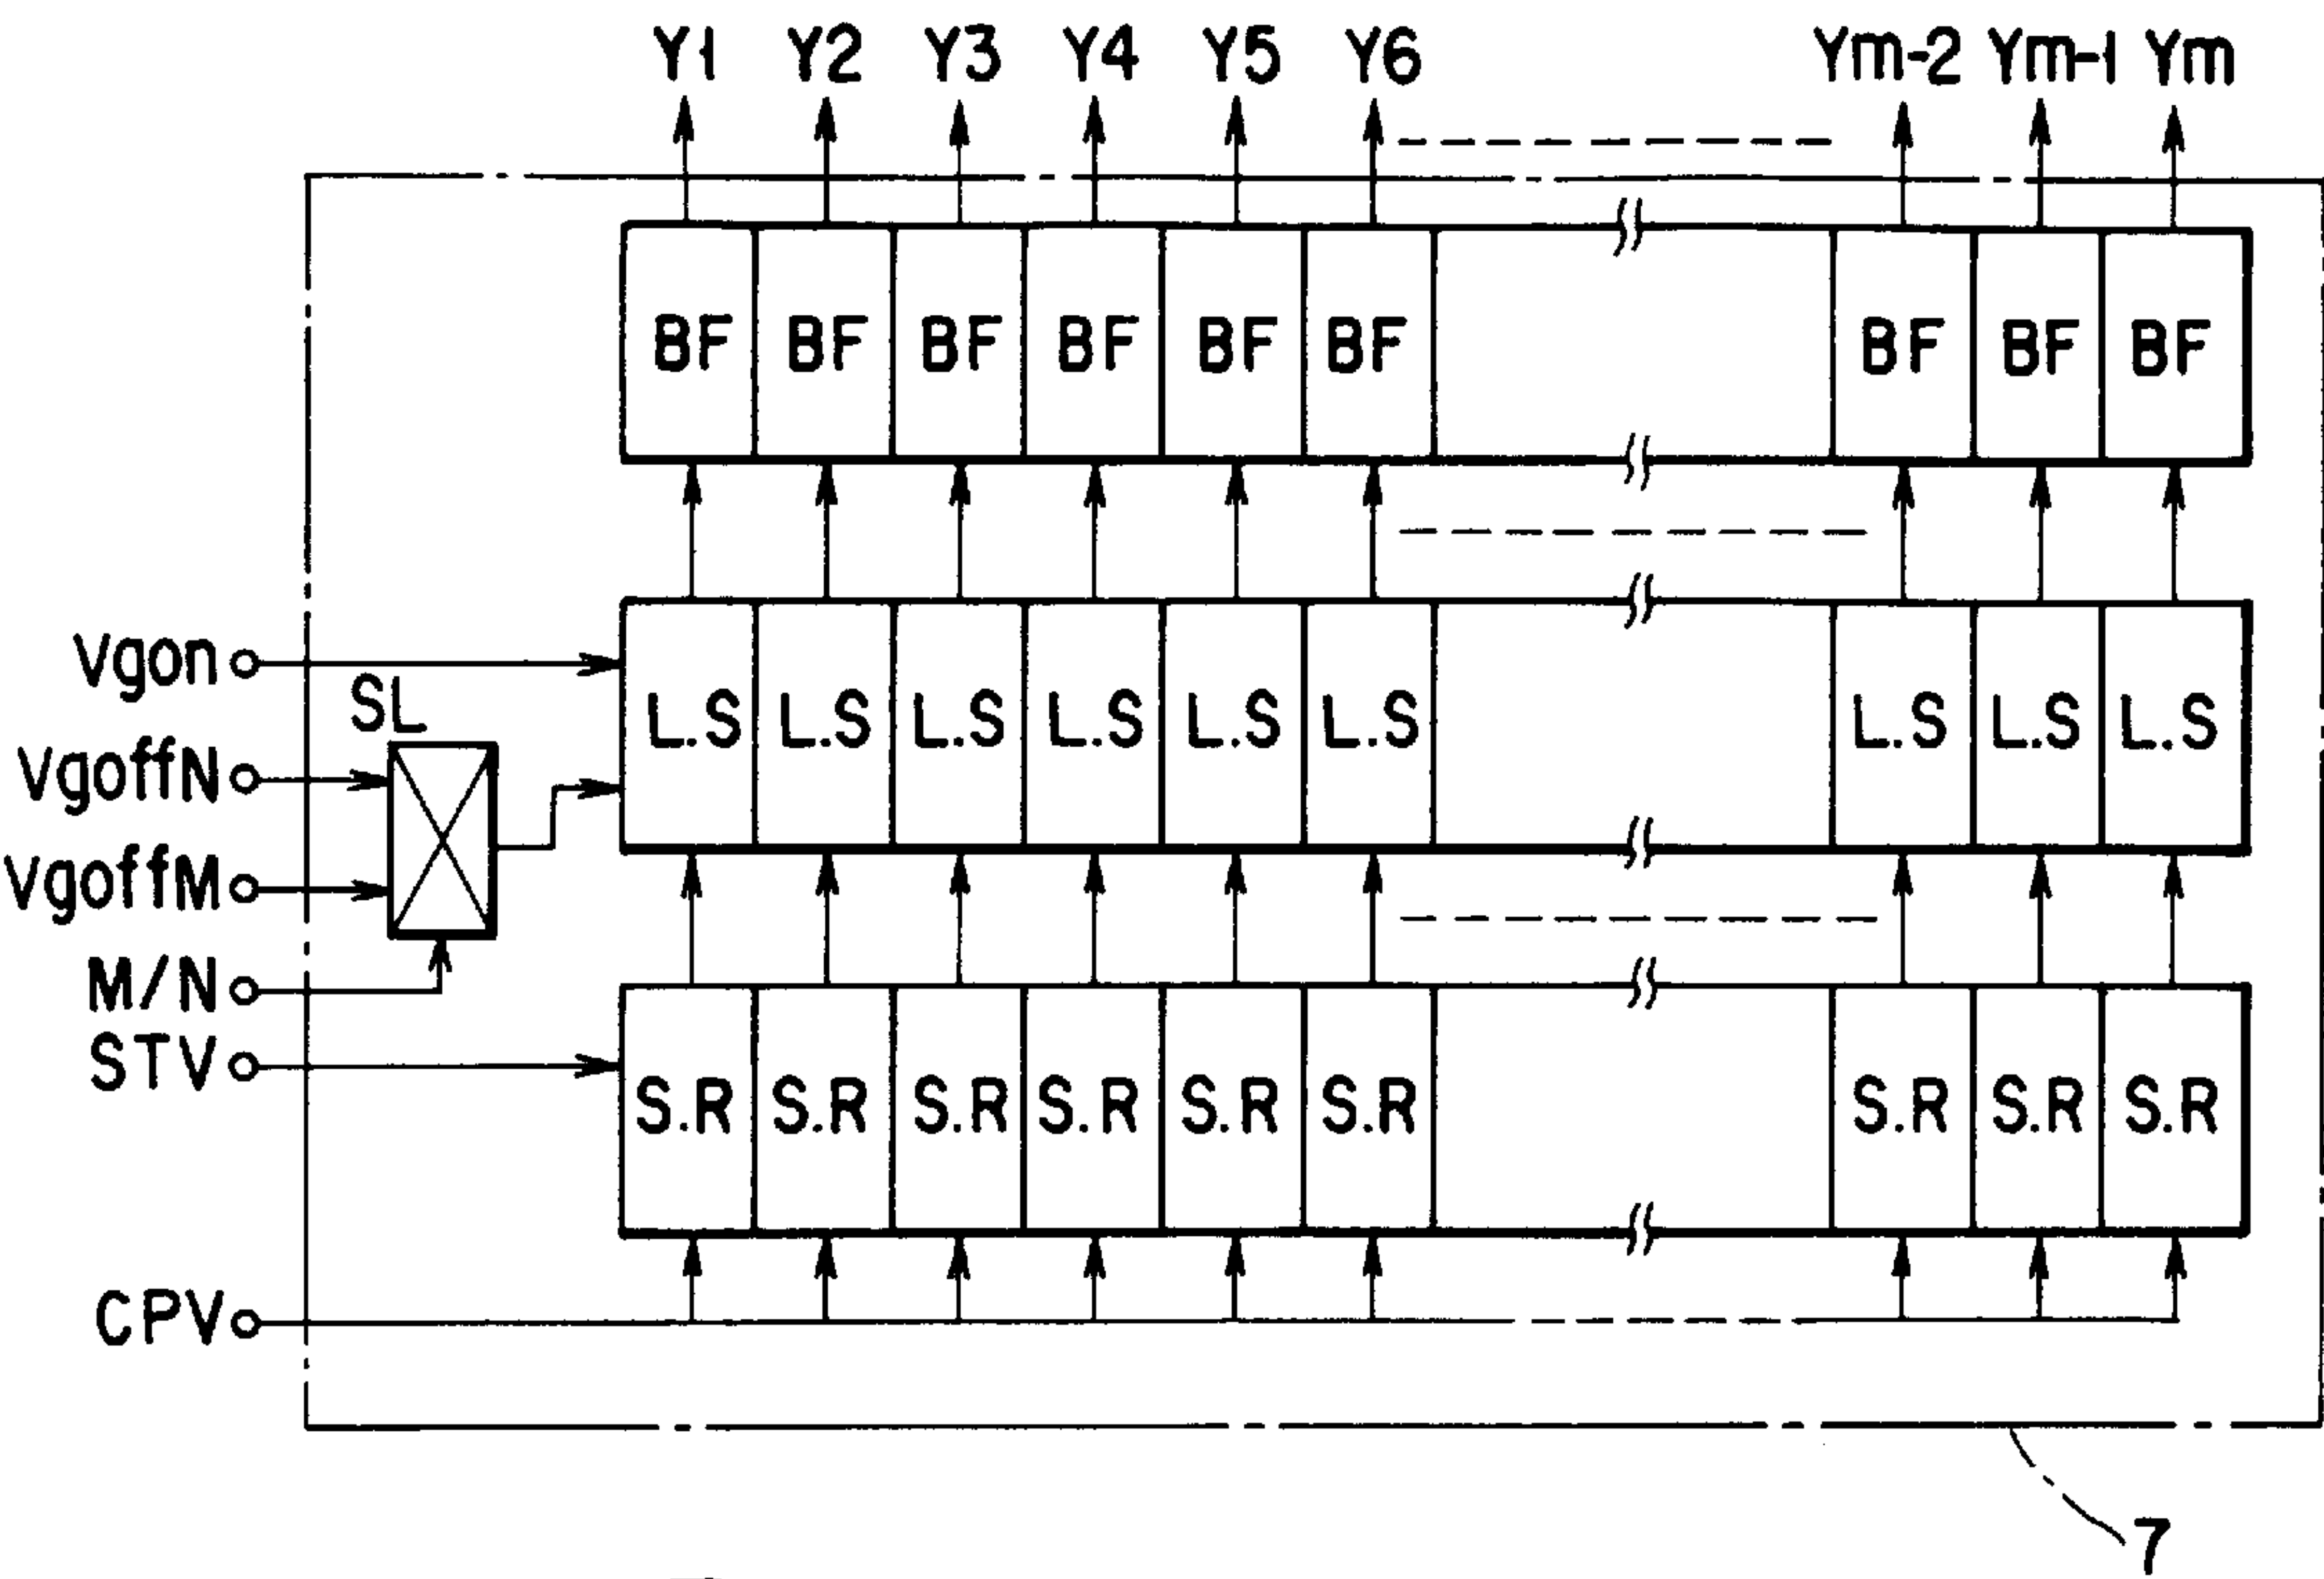 Y1 Y2 Y3 Y4 Y5 Y6 Ym-2 Ym-1 Ym
BF BF BF BF BF BF BF BF BF
Vgon
SL
L.S L.S L.S L.S L.S L.S L.S L.S L.S
VgoffN
VgoffM
M/N
STV
S.R S.R S.R S.R S.R S.R S.R S.R S.R
CPV
7